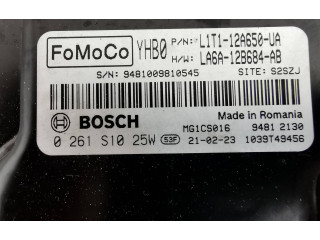 FoMoCo YHB0 P/N: L1T1-12A650-UA
H/W: LA6A-12B684-AB
S/N: 9481009810545 SITE: S2SZJ
BOSCH Made in Romania
MG1CS016 9481 2130
0 261 S10 25W 53F 21-02-23 1039T49456